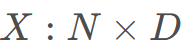 X : N × D